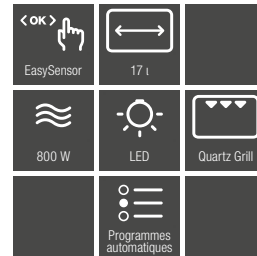 <OK>
EasySensor
17 l
800 W
LED
Quartz Grill
Programmes
automatiques